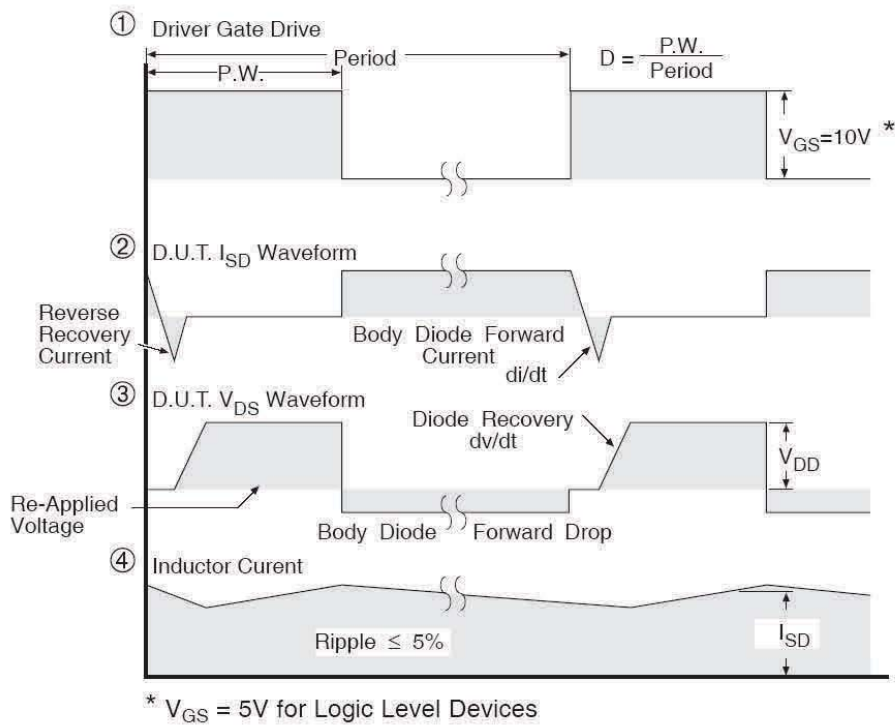 ① Driver Gate Drive
Period
P.W.
D = P.W.
Period
V_GS=10V *
② D.U.T. I_SD Waveform
Reverse
Recovery
Current
Body Diode Forward
Current
di/dt
③ D.U.T. V_DS Waveform
Diode Recovery
dv/dt
V_DD
Re-Applied
Voltage
Body Diode Forward Drop
④ Inductor Curent
Ripple ≤ 5%
I_SD
* V_GS = 5V for Logic Level Devices